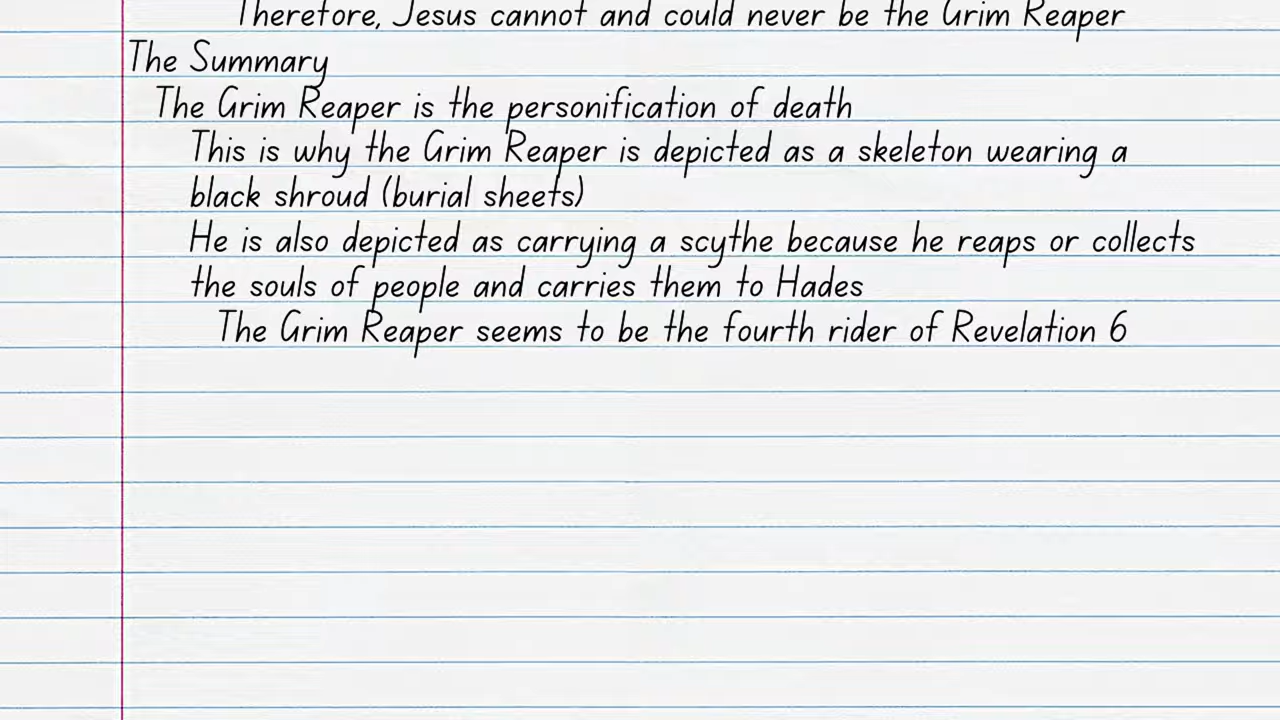 Therefore, Jesus cannot and could never be the Grim Reaper
The Summary
The Grim Reaper is the personification of death
This is why the Grim Reaper is depicted as a skeleton wearing a
black shroud (burial sheets)
He is also depicted as carrying a scythe because he reaps or collects
the souls of people and carries them to Hades
The Grim Reaper seems to be the fourth rider of Revelation 6